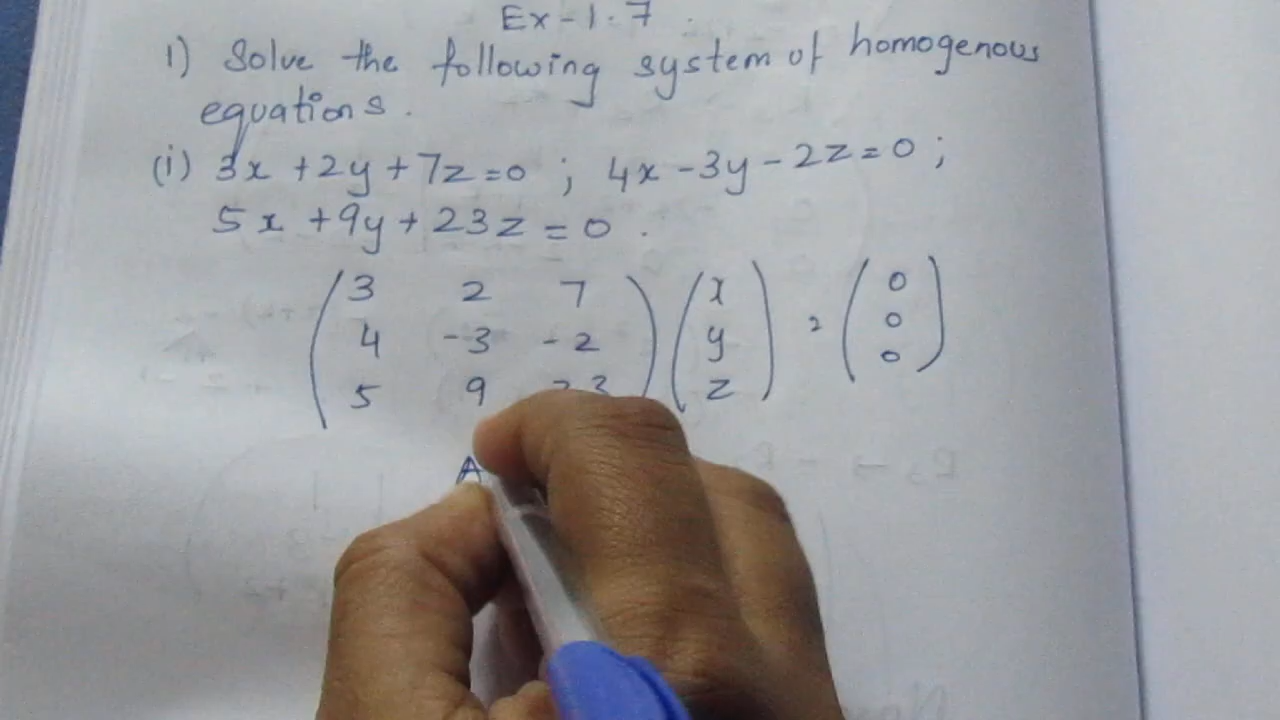 Ex-1.7
1) Solve the following system of homogenous
equations.
(i) 3x + 2y + 7z = 0 ; 4x - 3y - 2z = 0 ;
5x + 9y + 23z = 0 .
3 2 7 x = 0
4 -3 -2 y 0
5 9 23 z 0
A